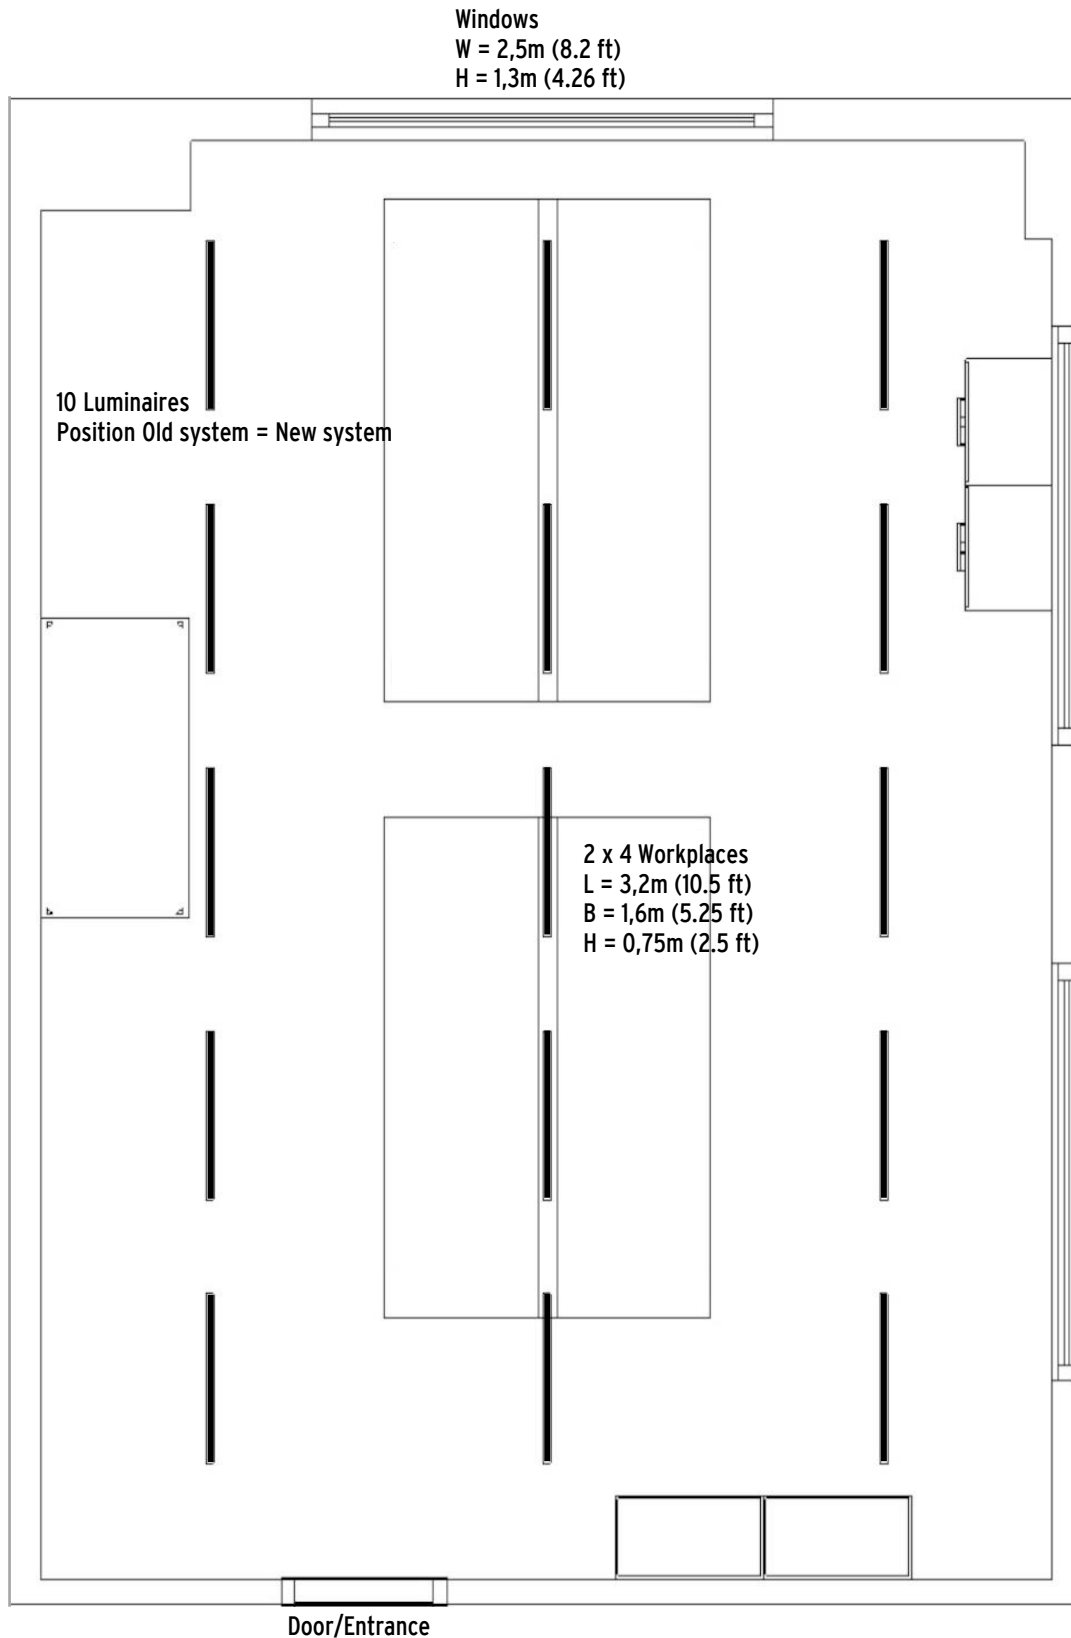 Windows
W = 2,5m (8.2 ft)
H = 1,3m (4.26 ft)
10 Luminaires
Position Old system = New system
2 x 4 Workplaces
L = 3,2m (10.5 ft)
B = 1,6m (5.25 ft)
H = 0,75m (2.5 ft)
Door/Entrance